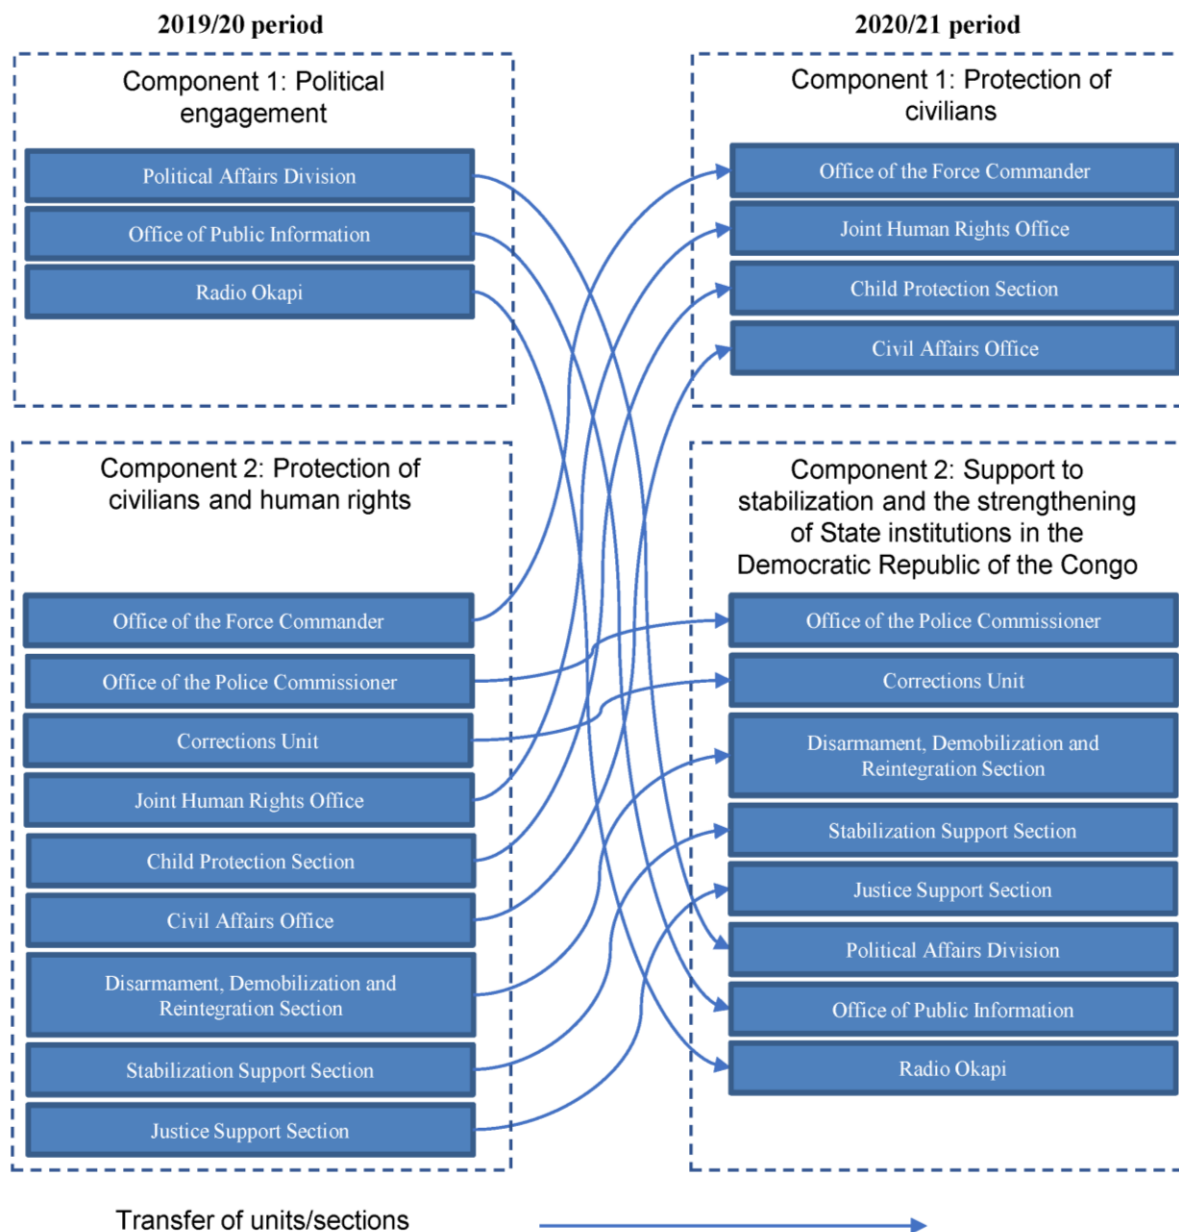 2019/20 period
Component 1: Political
engagement
Political Affairs Division
Office of Public Information
Radio Okapi
Component 2: Protection of
civilians and human rights
Office of the Force Commander
Office of the Police Commissioner
Corrections Unit
Joint Human Rights Office
Child Protection Section
Civil Affairs Office
Disarmament, Demobilization and
Reintegration Section
Stabilization Support Section
Justice Support Section
2020/21 period
Component 1: Protection of
civilians
Office of the Force Commander
Joint Human Rights Office
Child Protection Section
Civil Affairs Office
Component 2: Support to
stabilization and the strengthening
of State institutions in the
Democratic Republic of the Congo
Office of the Police Commissioner
Corrections Unit
Disarmament, Demobilization and
Reintegration Section
Stabilization Support Section
Justice Support Section
Political Affairs Division
Office of Public Information
Radio Okapi
Transfer of units/sections